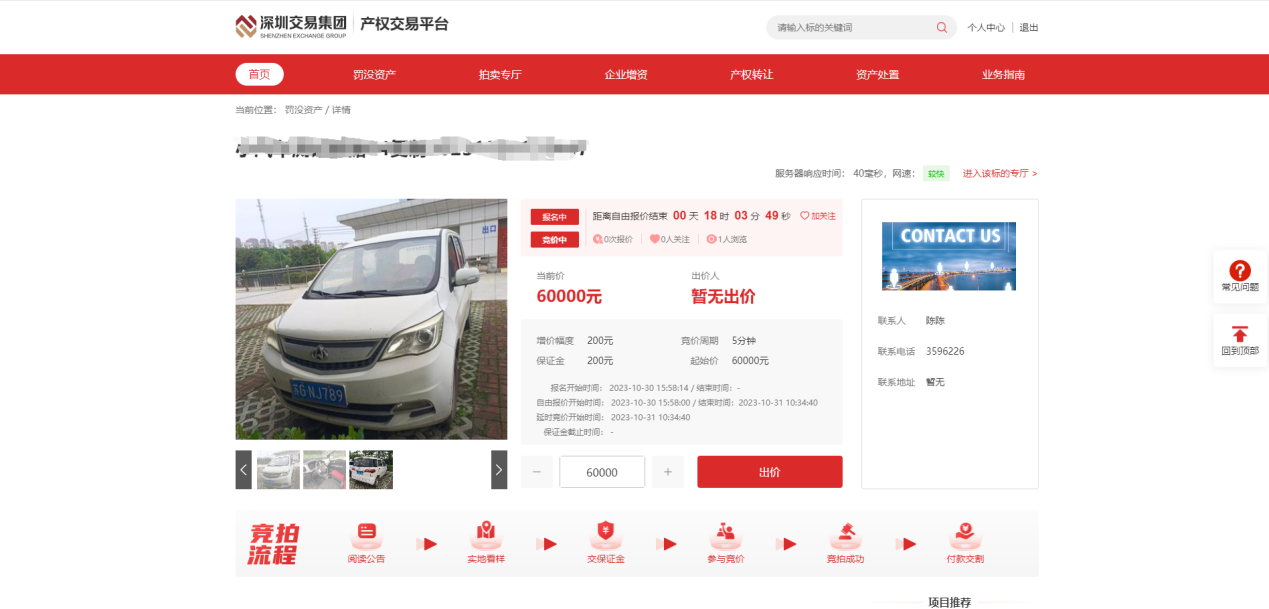 深圳交易集团 产权交易平台
SHENZHEN EXCHANGE GROUP
请输入标的关键词 个人中心 | 退出
首页 罚没资产 拍卖专厅 企业增资 产权转让 资产处置 业务指南
当前位置: 罚没资产 / 详情
服务器响应时间: 40毫秒, 网速: 较快 进入该标的专厅 >
出口
苏G NJ789
报名中 距离自由报价结束 00 天 18 时 03 分 49 秒 加关注
竞价中 0次报价 0人关注 1人浏览
当前价 出价人
60000元 暂无出价
增价幅度 200元 竞价周期 5分钟
保证金 200元 起始价 60000元
报名开始时间: 2023-10-30 15:58:14 / 结束时间: -
自由报价开始时间: 2023-10-30 15:58:00 / 结束时间: 2023-10-31 10:34:40
延时竞价开始时间: 2023-10-31 10:34:40
保证金截止时间: -
− 60000 + 出价
CONTACT US
联系人 陈陈
联系电话 3596226
联系地址 暂无
常见问题
回到顶部
竞拍
流程
阅读公告 实地看样 交保证金 参与竞价 竞拍成功 付款交割
项目推荐